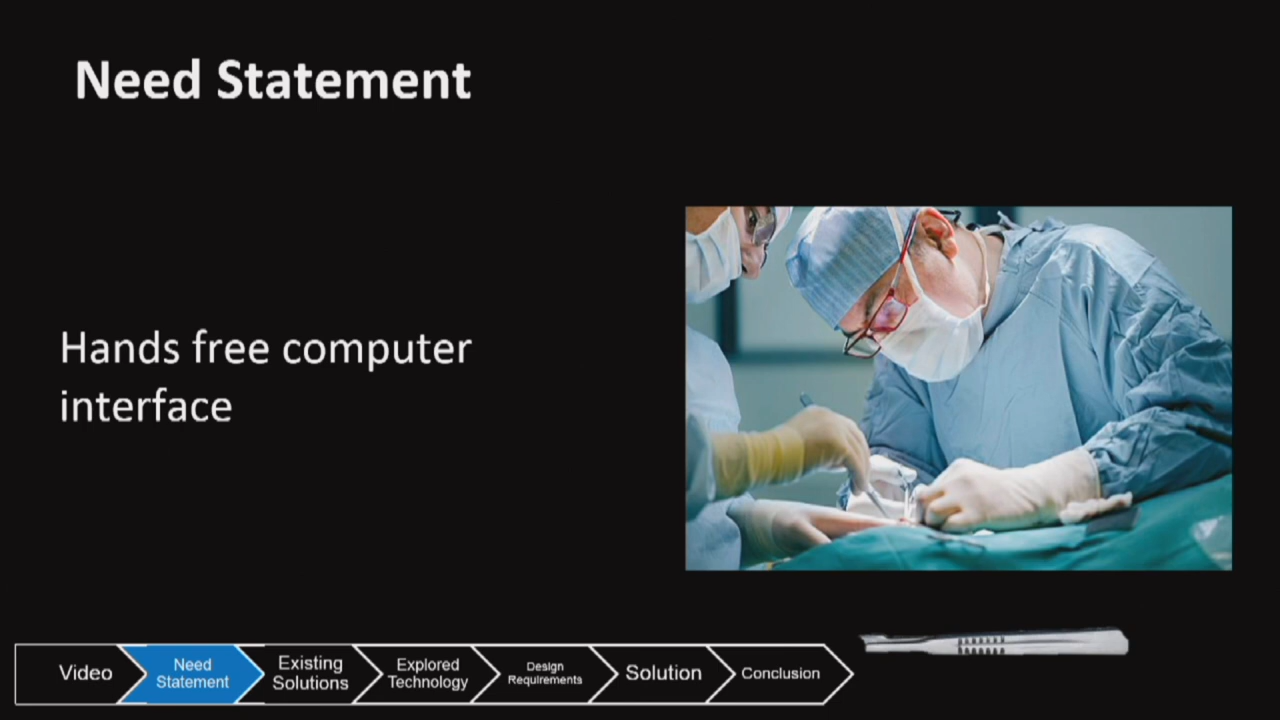 Need Statement
Hands free computer
interface
Video
Need
Statement
Existing
Solutions
Explored
Technology
Design
Requirements
Solution
Conclusion